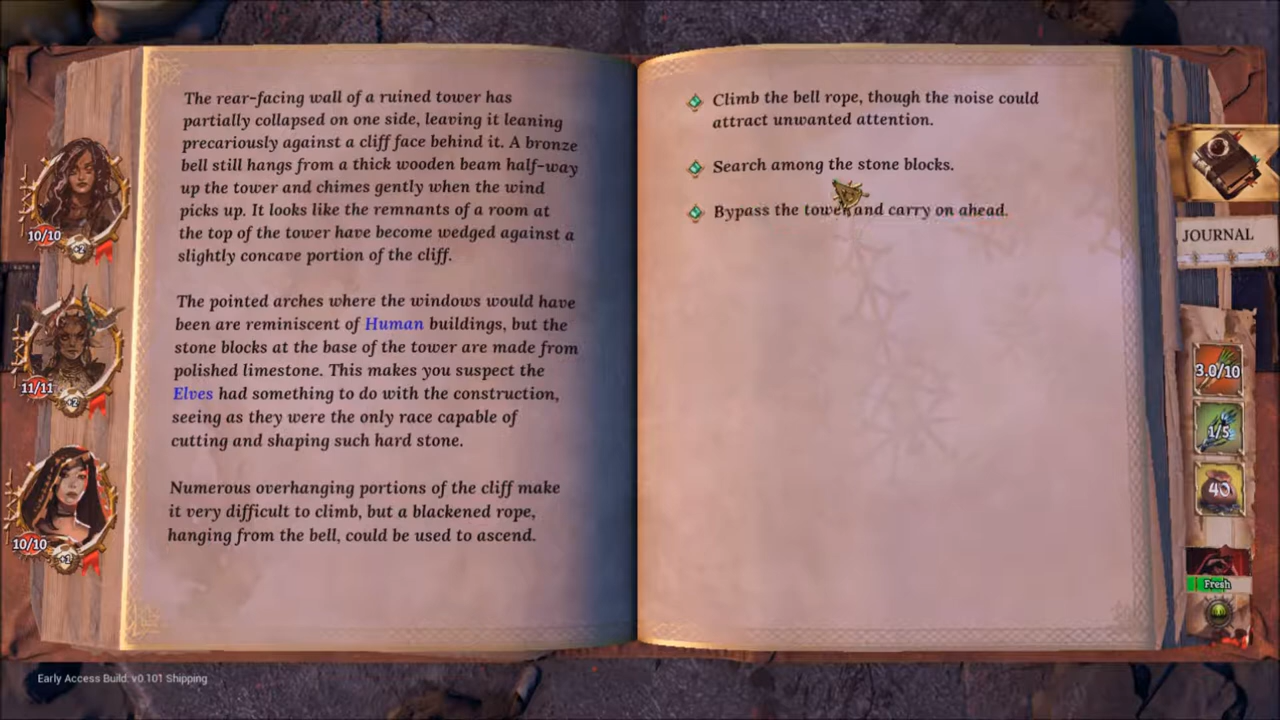 The rear-facing wall of a ruined tower has
partially collapsed on one side, leaving it leaning
precariously against a cliff face behind it. A bronze
bell still hangs from a thick wooden beam half-way
up the tower and chimes gently when the wind
picks up. It looks like the remnants of a room at
the top of the tower have become wedged against a
slightly concave portion of the cliff.
The pointed arches where the windows would have
been are reminiscent of Human buildings, but the
stone blocks at the base of the tower are made from
polished limestone. This makes you suspect the
Elves had something to do with the construction,
seeing as they were the only race capable of
cutting and shaping such hard stone.
Numerous overhanging portions of the cliff make
it very difficult to climb, but a blackened rope,
hanging from the bell, could be used to ascend.
Climb the bell rope, though the noise could
attract unwanted attention.
Search among the stone blocks.
Bypass the tower and carry on ahead.
10/10
+2
11/11
+2
10/10
+1
JOURNAL
3.0/10
1/5
40
Fresh
Early Access Build: v0.101 Shipping